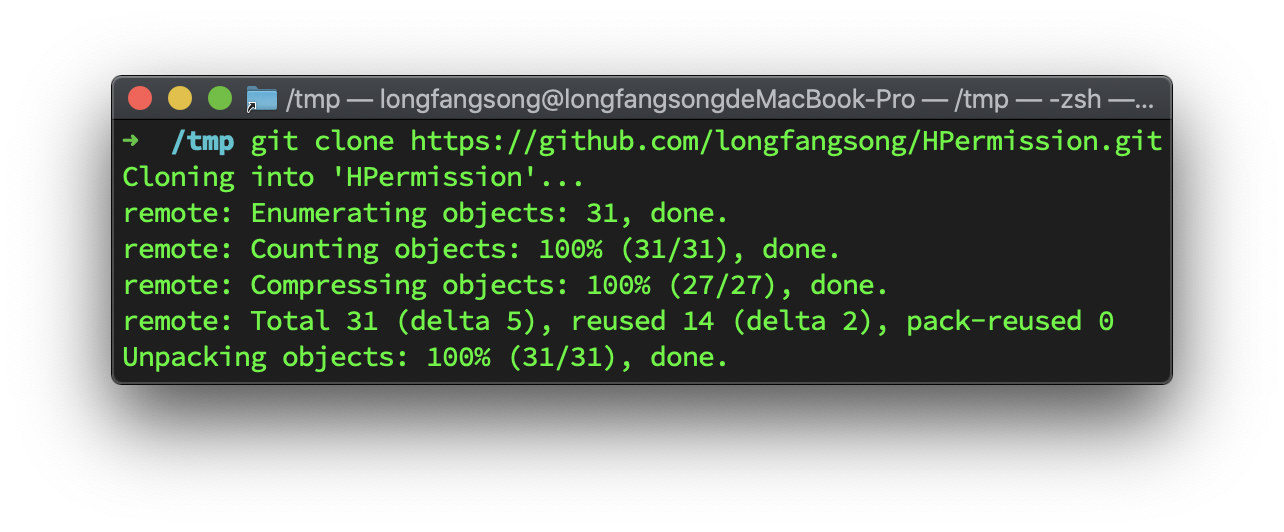 /tmp — longfangsong@longfangsongdeMacBook-Pro — /tmp — -zsh —...
➜  /tmp git clone https://github.com/longfangsong/HPermission.git
Cloning into 'HPermission'...
remote: Enumerating objects: 31, done.
remote: Counting objects: 100% (31/31), done.
remote: Compressing objects: 100% (27/27), done.
remote: Total 31 (delta 5), reused 14 (delta 2), pack-reused 0
Unpacking objects: 100% (31/31), done.